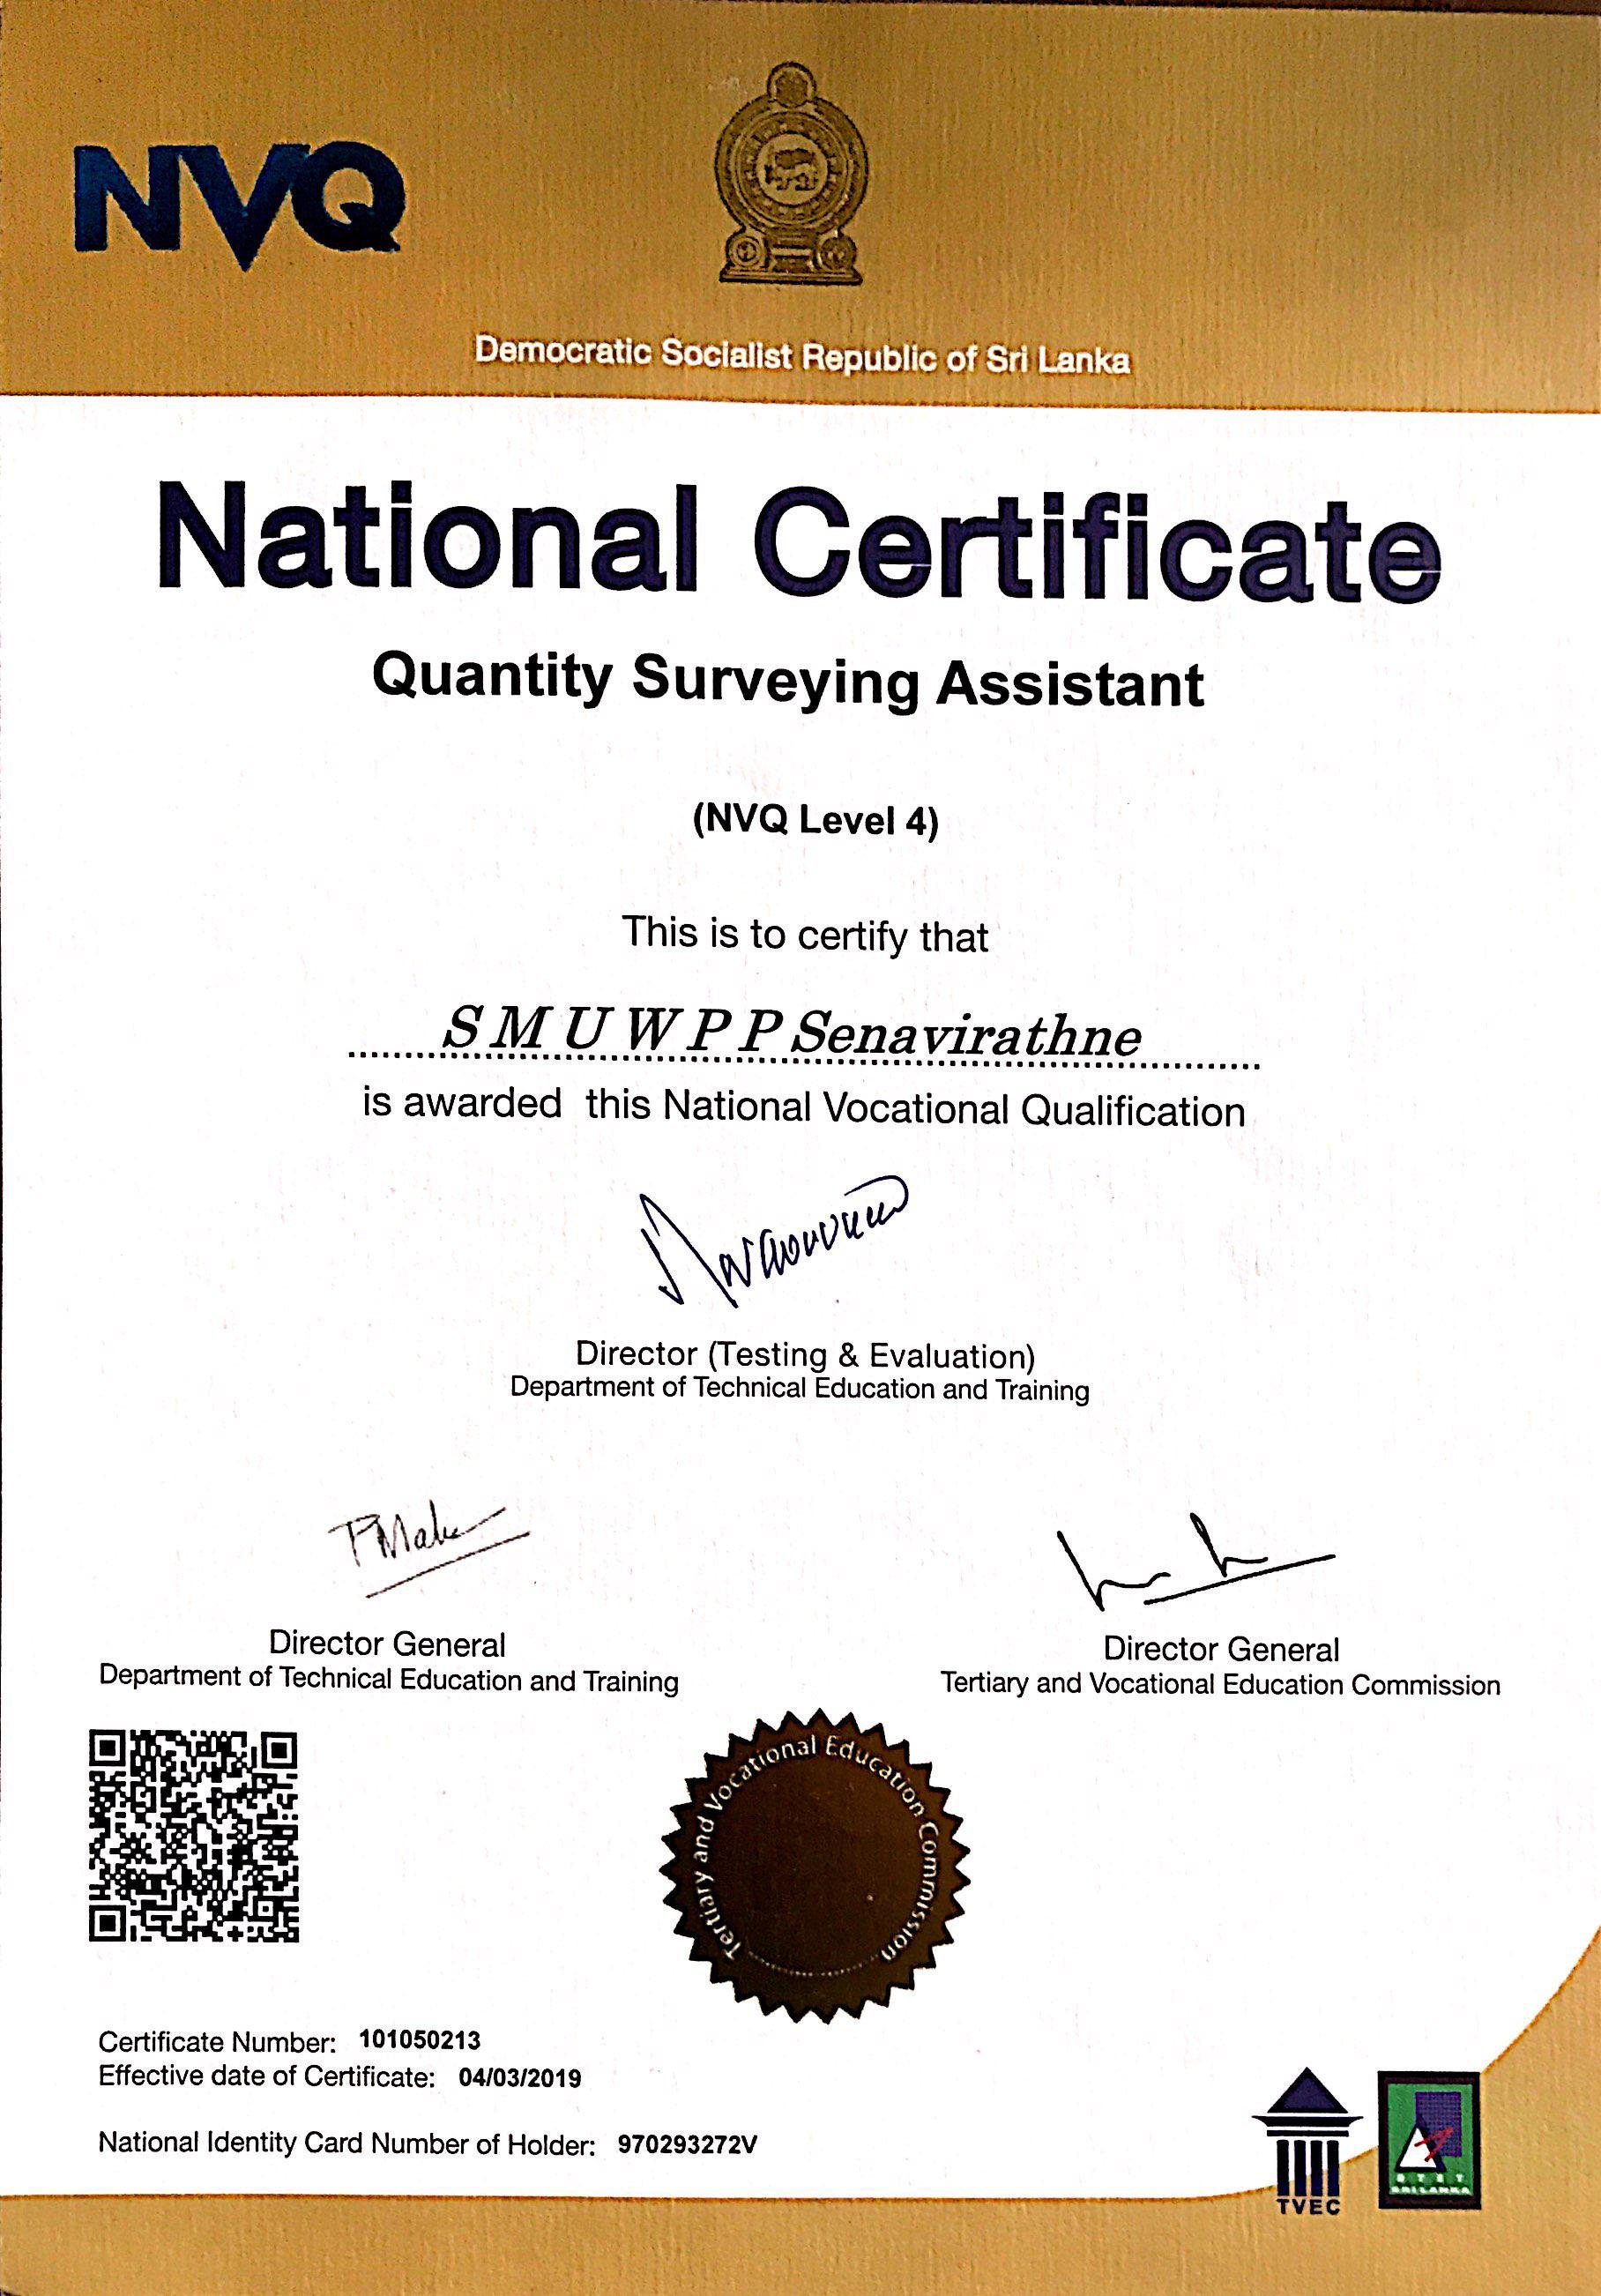 NVQ
Democratic Socialist Republic of Sri Lanka
National Certificate
Quantity Surveying Assistant
(NVQ Level 4)
This is to certify that
S M U W P P Senavirathne
is awarded this National Vocational Qualification
Director (Testing & Evaluation)
Department of Technical Education and Training
Director General
Department of Technical Education and Training
Director General
Tertiary and Vocational Education Commission
Tertiary and Vocational Education Commission
Certificate Number: 101050213
Effective date of Certificate: 04/03/2019
National Identity Card Number of Holder: 970293272V
TVEC
DTET
SRI LANKA